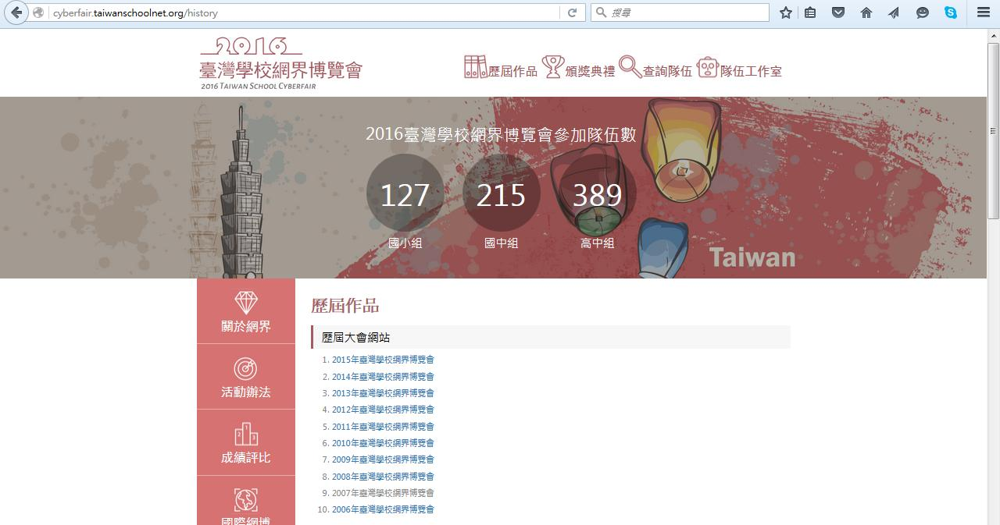 cyberfair.taiwanschoolnet.org/history
搜尋
2016
臺灣學校網界博覽會
2016 TAIWAN SCHOOL CYBERFAIR
歷屆作品
頒獎典禮
查詢隊伍
隊伍工作室
2016臺灣學校網界博覽會參加隊伍數
127
215
389
國小組
國中組
高中組
Taiwan
關於網界
活動辦法
2 1 3
成績評比
國際網博
歷屆作品
歷屆大會網站
1. 2015年臺灣學校網界博覽會
2. 2014年臺灣學校網界博覽會
3. 2013年臺灣學校網界博覽會
4. 2012年臺灣學校網界博覽會
5. 2011年臺灣學校網界博覽會
6. 2010年臺灣學校網界博覽會
7. 2009年臺灣學校網界博覽會
8. 2008年臺灣學校網界博覽會
9. 2007年臺灣學校網界博覽會
10. 2006年臺灣學校網界博覽會